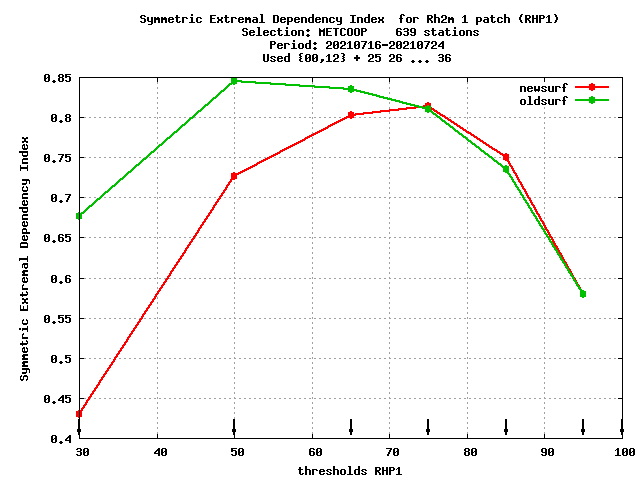 Symmetric Extremal Dependency Index  for Rh2m 1 patch (RHP1)
Selection: METCOOP    639 stations
Period: 20210716-20210724
Used {00,12} + 25 26 ... 36
newsurf
oldsurf
0.85
0.8
0.75
0.7
0.65
0.6
0.55
0.5
0.45
0.4
Symmetric Extremal Dependency Index
30 40 50 60 70 80 90 100
thresholds RHP1